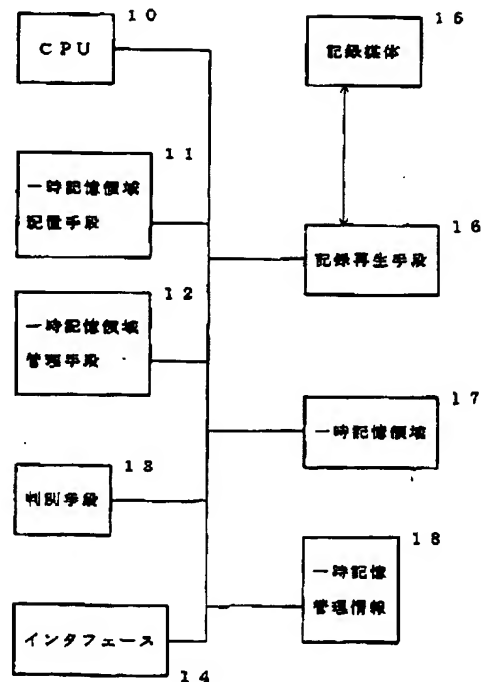 10
CPU
11
一時記憶領域
配置手段
12
一時記憶領域
管理手段
13
判別手段
インタフェース
14
15
記録媒体
16
記録再生手段
17
一時記憶領域
18
一時記憶
管理情報